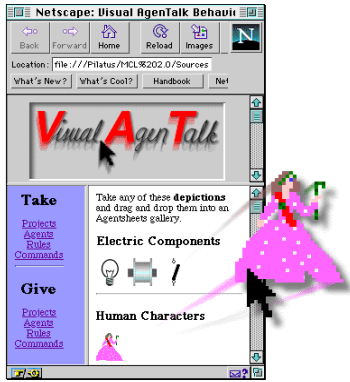 Netscape: Visual AgenTalk Behavio
Back Forward Home Reload Images N
Location: file:///Pilatus/MCL%202.0/Sources
What's New? What's Cool? Handbook Net
Visual AgenTalk
Take
Projects
Agents
Rules
Commands
Give
Projects
Agents
Rules
Commands
Take any of these depictions
and drag and drop them into an
Agentsheets gallery.
Electric Components
Human Characters
?